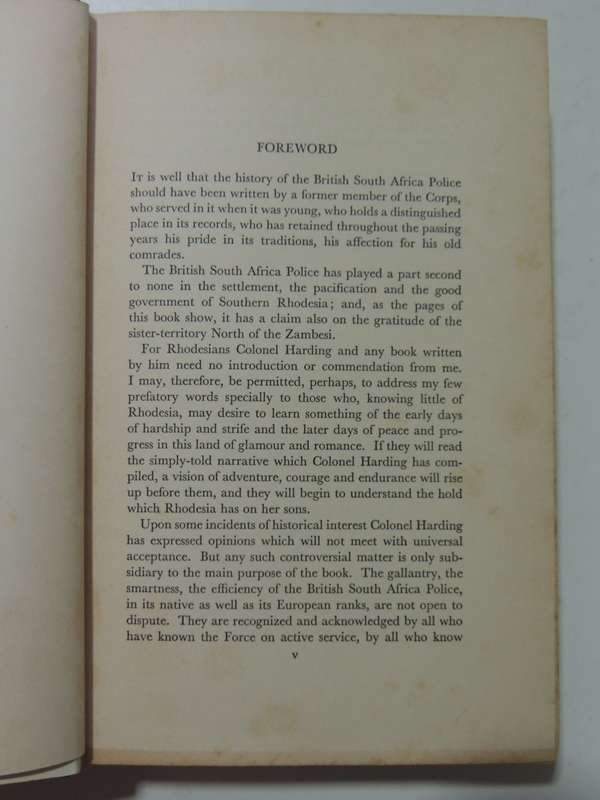 FOREWORD
It is well that the history of the British South Africa Police
should have been written by a former member of the Corps,
who served in it when it was young, who holds a distinguished
place in its records, who has retained throughout the passing
years his pride in its traditions, his affection for his old
comrades.
The British South Africa Police has played a part second
to none in the settlement, the pacification and the good
government of Southern Rhodesia; and, as the pages of
this book show, it has a claim also on the gratitude of the
sister-territory North of the Zambesi.
For Rhodesians Colonel Harding and any book written
by him need no introduction or commendation from me.
I may, therefore, be permitted, perhaps, to address my few
prefatory words specially to those who, knowing little of
Rhodesia, may desire to learn something of the early days
of hardship and strife and the later days of peace and pro-
gress in this land of glamour and romance. If they will read
the simply-told narrative which Colonel Harding has com-
piled, a vision of adventure, courage and endurance will rise
up before them, and they will begin to understand the hold
which Rhodesia has on her sons.
Upon some incidents of historical interest Colonel Harding
has expressed opinions which will not meet with universal
acceptance. But any such controversial matter is only sub-
sidiary to the main purpose of the book. The gallantry, the
smartness, the efficiency of the British South Africa Police,
in its native as well as its European ranks, are not open to
dispute. They are recognized and acknowledged by all who
have known the Force on active service, by all who know
v